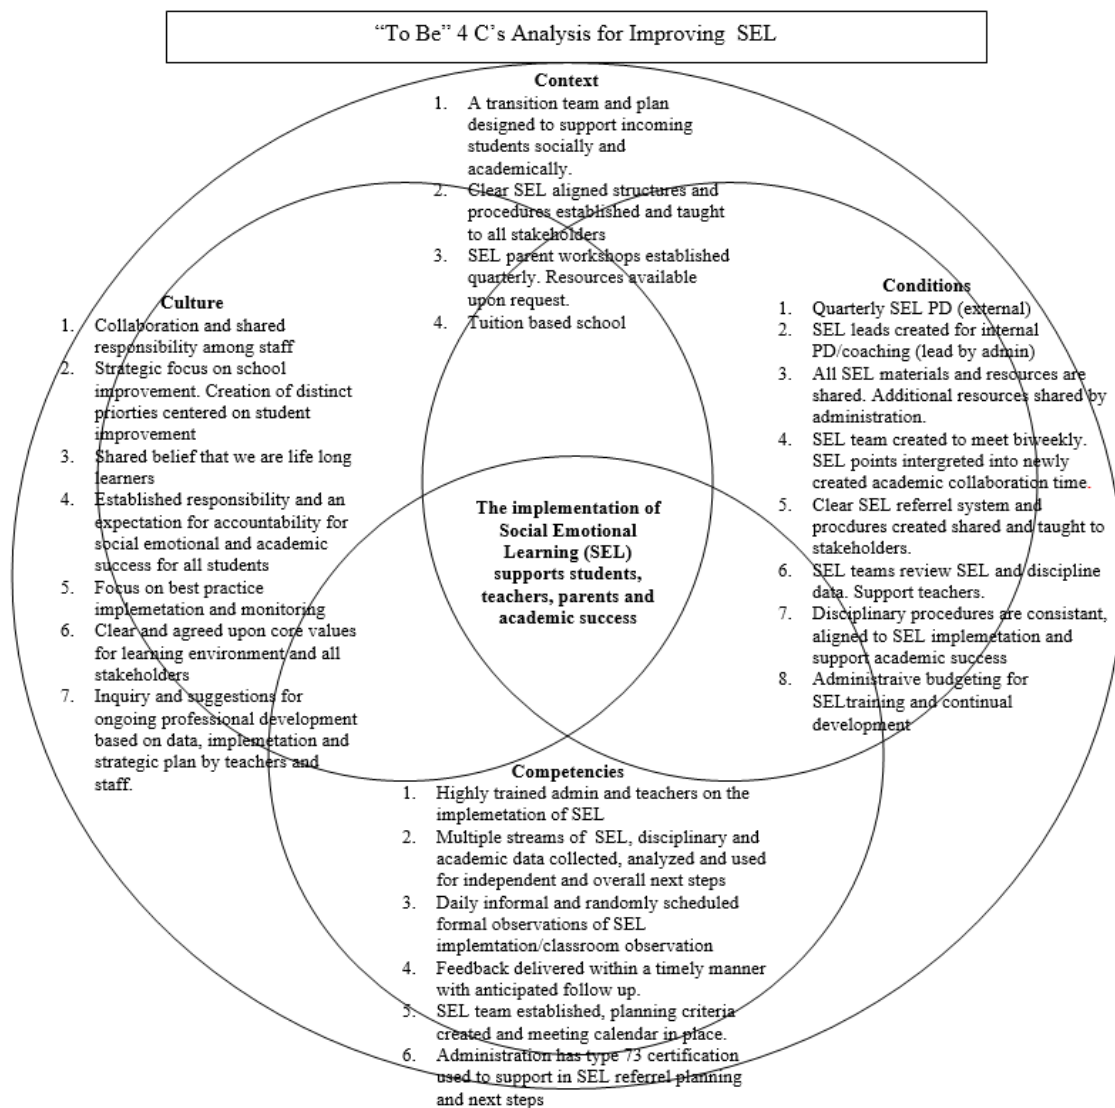 “To Be” 4 C’s Analysis for Improving SEL
Context
1. A transition team and plan
designed to support incoming
students socially and
academically.
2. Clear SEL aligned structures and
procedures established and taught
to all stakeholders
3. SEL parent workshops established
quarterly. Resources available
upon request.
4. Tuition based school
Culture
1. Collaboration and shared
responsibility among staff
2. Strategic focus on school
improvement. Creation of distinct
priorties centered on student
improvement
3. Shared belief that we are life long
learners
4. Established responsibility and an
expectation for accountability for
social emotional and academic
success for all students
5. Focus on best practice
implemetation and monitoring
6. Clear and agreed upon core values
for learning environment and all
stakeholders
7. Inquiry and suggestions for
ongoing professional development
based on data, implemetation and
strategic plan by teachers and
staff.
Conditions
1. Quarterly SEL PD (external)
2. SEL leads created for internal
PD/coaching (lead by admin)
3. All SEL materials and resources are
shared. Additional resources shared by
administration.
4. SEL team created to meet biweekly.
SEL points intergreted into newly
created academic collaboration time.
5. Clear SEL referrel system and
procdures created shared and taught to
stakeholders.
6. SEL teams review SEL and discipline
data. Support teachers.
7. Disciplinary procedures are consistant,
aligned to SEL implemetation and
support academic success
8. Administraive budgeting for
SELtraining and continual
development
The implementation of
Social Emotional
Learning (SEL)
supports students,
teachers, parents and
academic success
Competencies
1. Highly trained admin and teachers on the
implemetation of SEL
2. Multiple streams of SEL, disciplinary and
academic data collected, analyzed and used
for independent and overall next steps
3. Daily informal and randomly scheduled
formal observations of SEL
implemtation/classroom observation
4. Feedback delivered within a timely manner
with anticipated follow up.
5. SEL team established, planning criteria
created and meeting calendar in place.
6. Administration has type 73 certification
used to support in SEL referrel planning
and next steps